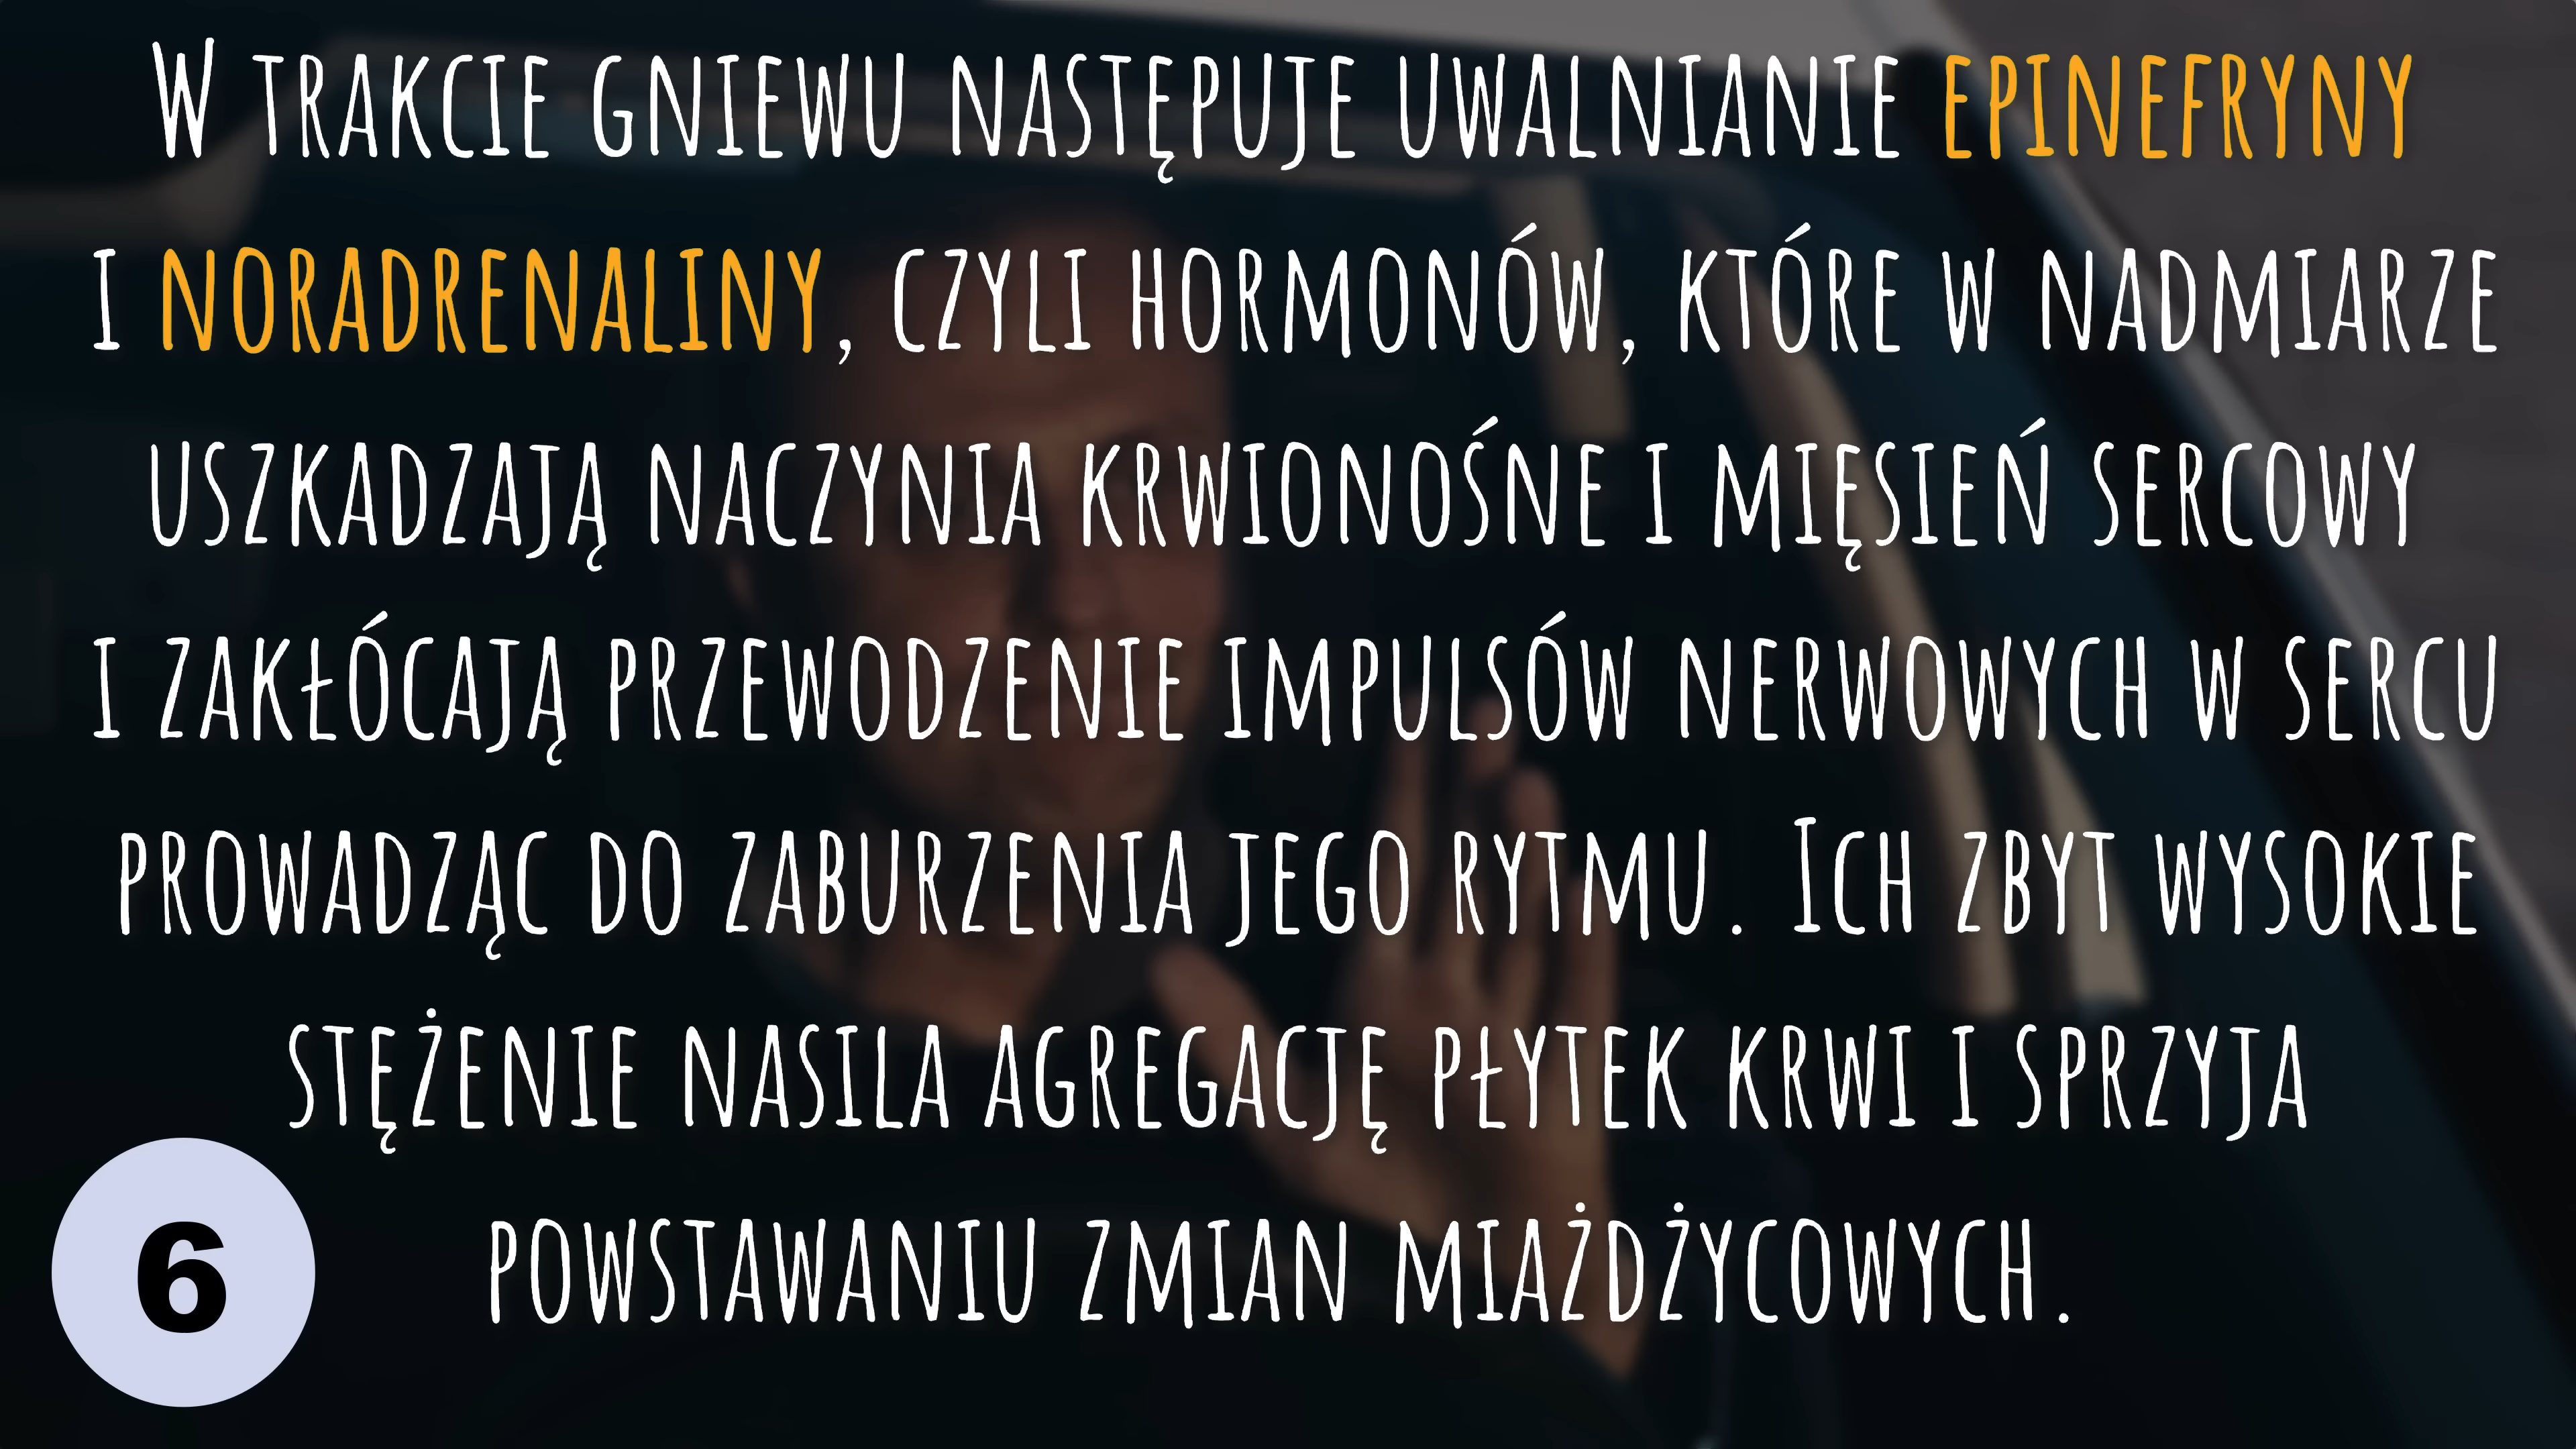 W trakcie gniewu następuje uwalnianie epinefryny
i noradrenaliny, czyli hormonów, które w nadmiarze
uszkadzają naczynia krwionośne i mięsień sercowy
i zakłócają przewodzenie impulsów nerwowych w sercu
prowadząc do zaburzenia jego rytmu. Ich zbyt wysokie
stężenie nasila agregację płytek krwi i sprzyja
powstawaniu zmian miażdżycowych.
6